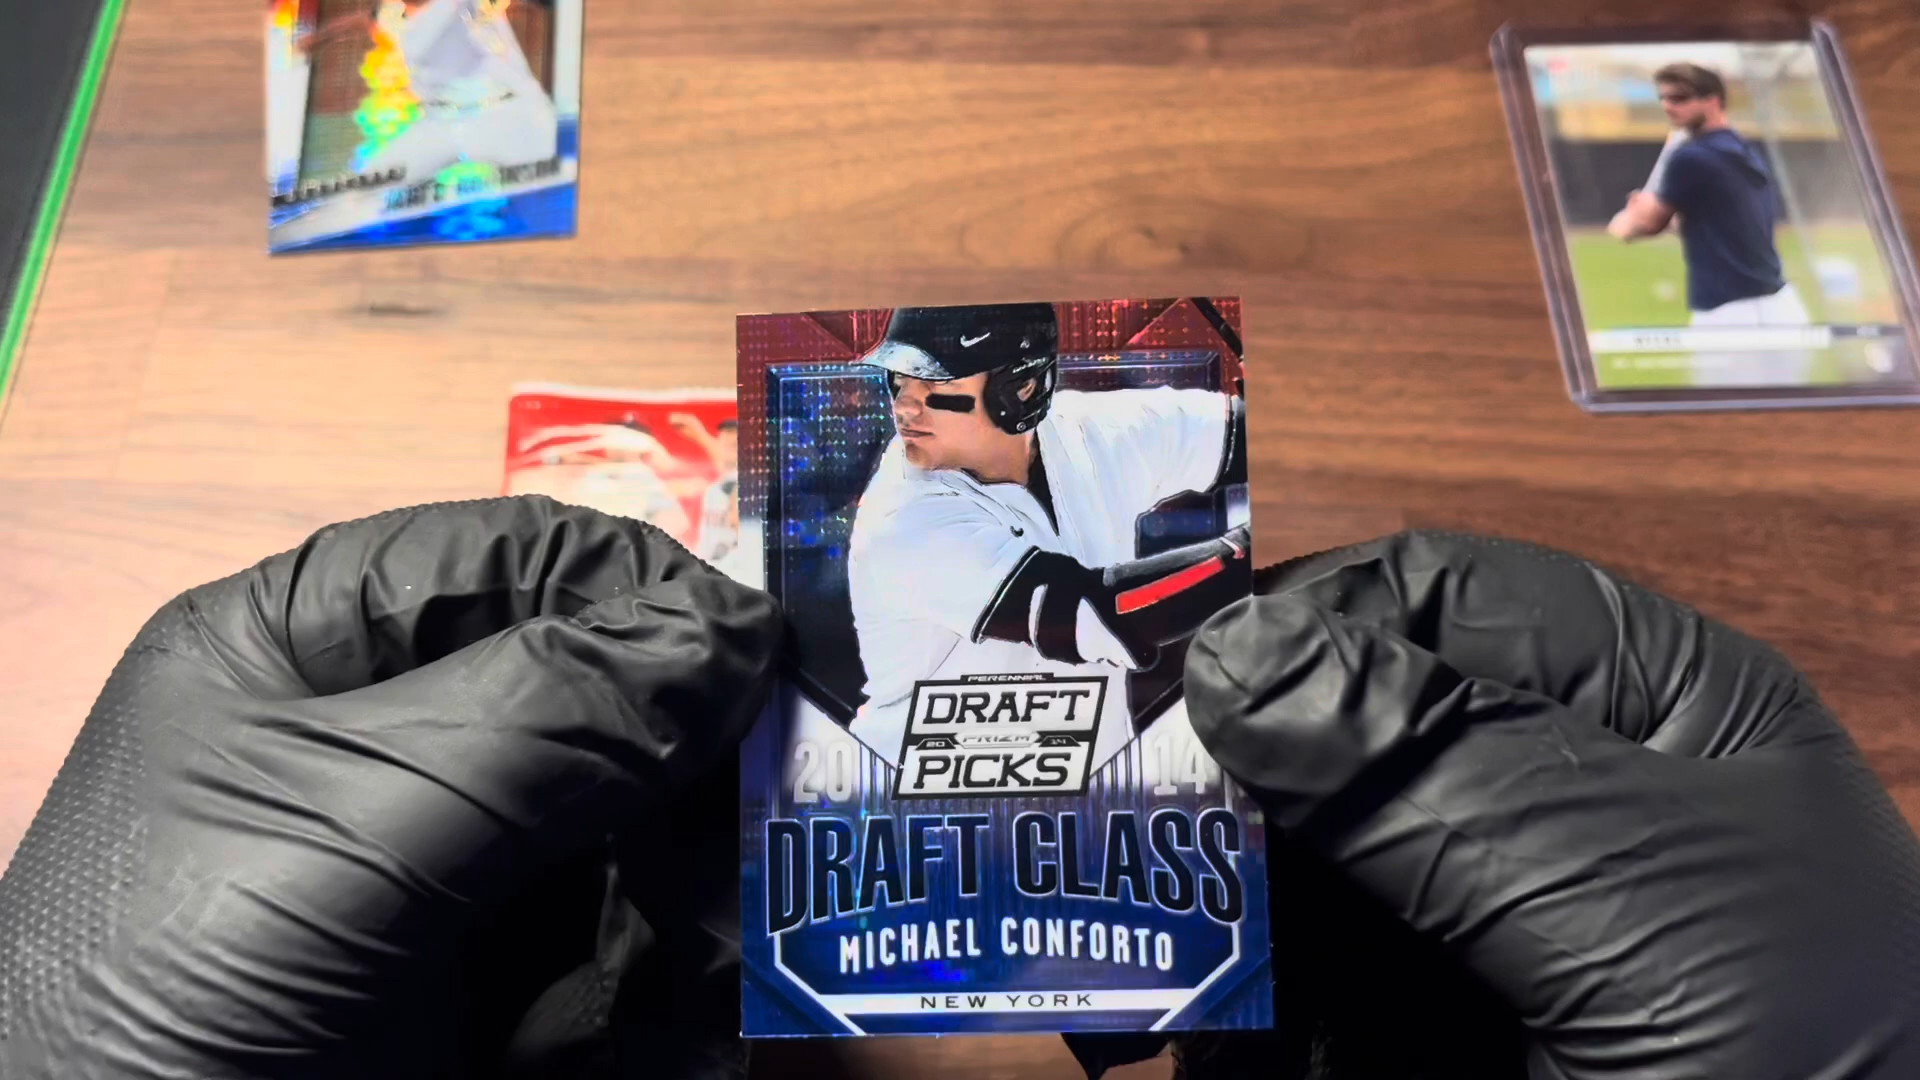 PERENNIAL
DRAFT
20 PRIZM 14
PICKS
20 14
DRAFT CLASS
MICHAEL CONFORTO
NEW YORK